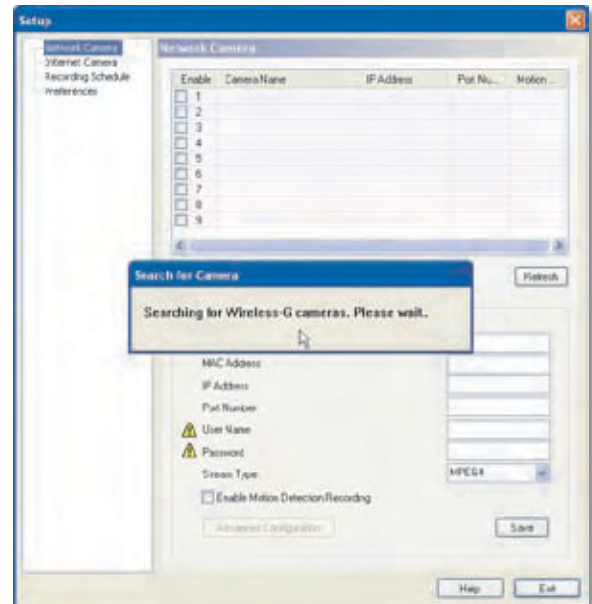 Setup
Network Camera
Internet Camera
Recording Schedule
Preferences
Network Camera
Enable Camera Name IP Address Port Nu... Motion ...
1
2
3
4
5
6
7
8
9
Refresh
Search for Camera
Searching for Wireless-G cameras. Please wait..
MAC Address
IP Address
Port Number
User Name
Password
Stream Type MPEG4
Enable Motion Detection Recording
Advanced Configuration Save
Help Exit